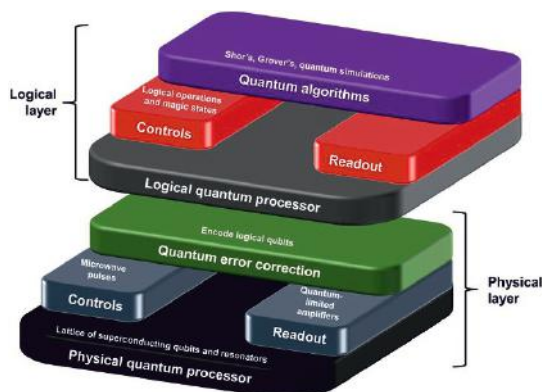 Logical
layer
Shor's, Grover's, quantum simulations
Quantum algorithms
Logical operations
and magic states
Controls
Readout
Logical quantum processor
Encode logical qubits
Quantum error correction
Microwave
pulses
Controls
Quantum-
limited
amplifiers
Readout
Lattice of superconducting qubits and resonators
Physical quantum processor
Physical
layer